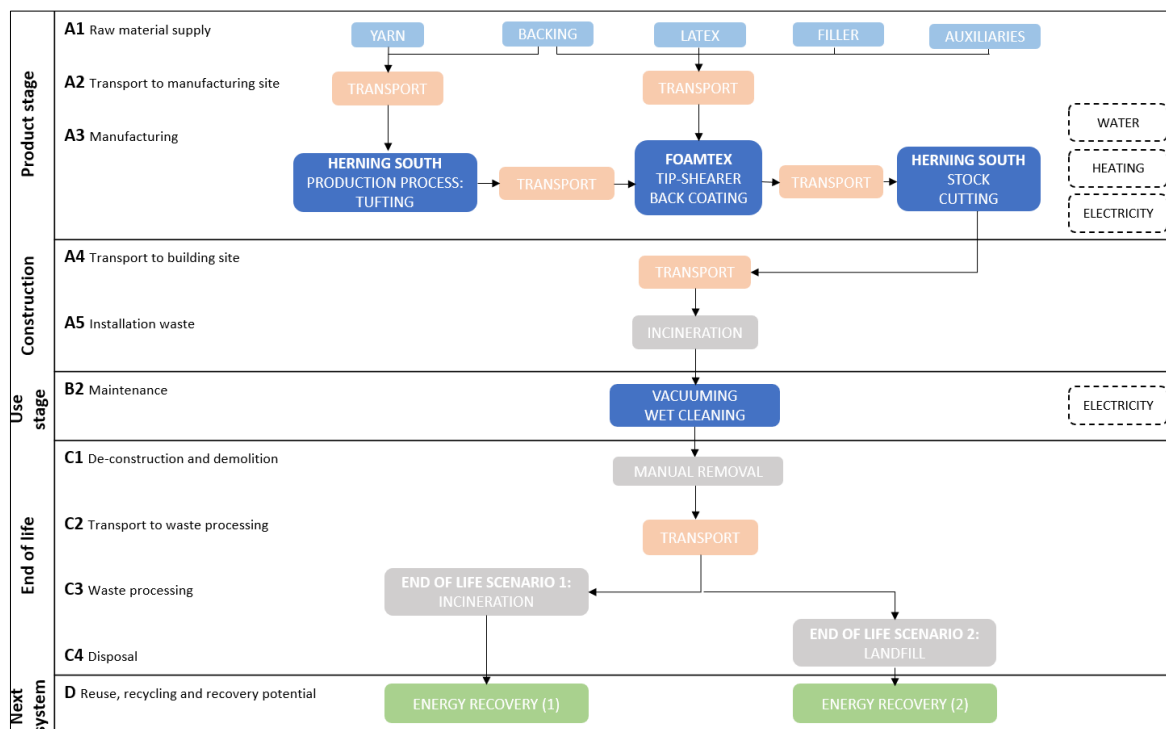 Product stage
A1 Raw material supply
YARN
BACKING
LATEX
FILLER
AUXILIARIES
A2 Transport to manufacturing site
TRANSPORT
TRANSPORT
A3 Manufacturing
HERNING SOUTH
PRODUCTION PROCESS:
TUFTING
TRANSPORT
FOAMTEX
TIP-SHEARER
BACK COATING
TRANSPORT
HERNING SOUTH
STOCK
CUTTING
WATER
HEATING
ELECTRICITY
Construction
A4 Transport to building site
TRANSPORT
A5 Installation waste
INCINERATION
Use
stage
B2 Maintenance
VACUUMING
WET CLEANING
ELECTRICITY
End of life
C1 De-construction and demolition
MANUAL REMOVAL
C2 Transport to waste processing
TRANSPORT
C3 Waste processing
END OF LIFE SCENARIO 1:
INCINERATION
END OF LIFE SCENARIO 2:
LANDFILL
C4 Disposal
Next
system
D Reuse, recycling and recovery potential
ENERGY RECOVERY (1)
ENERGY RECOVERY (2)